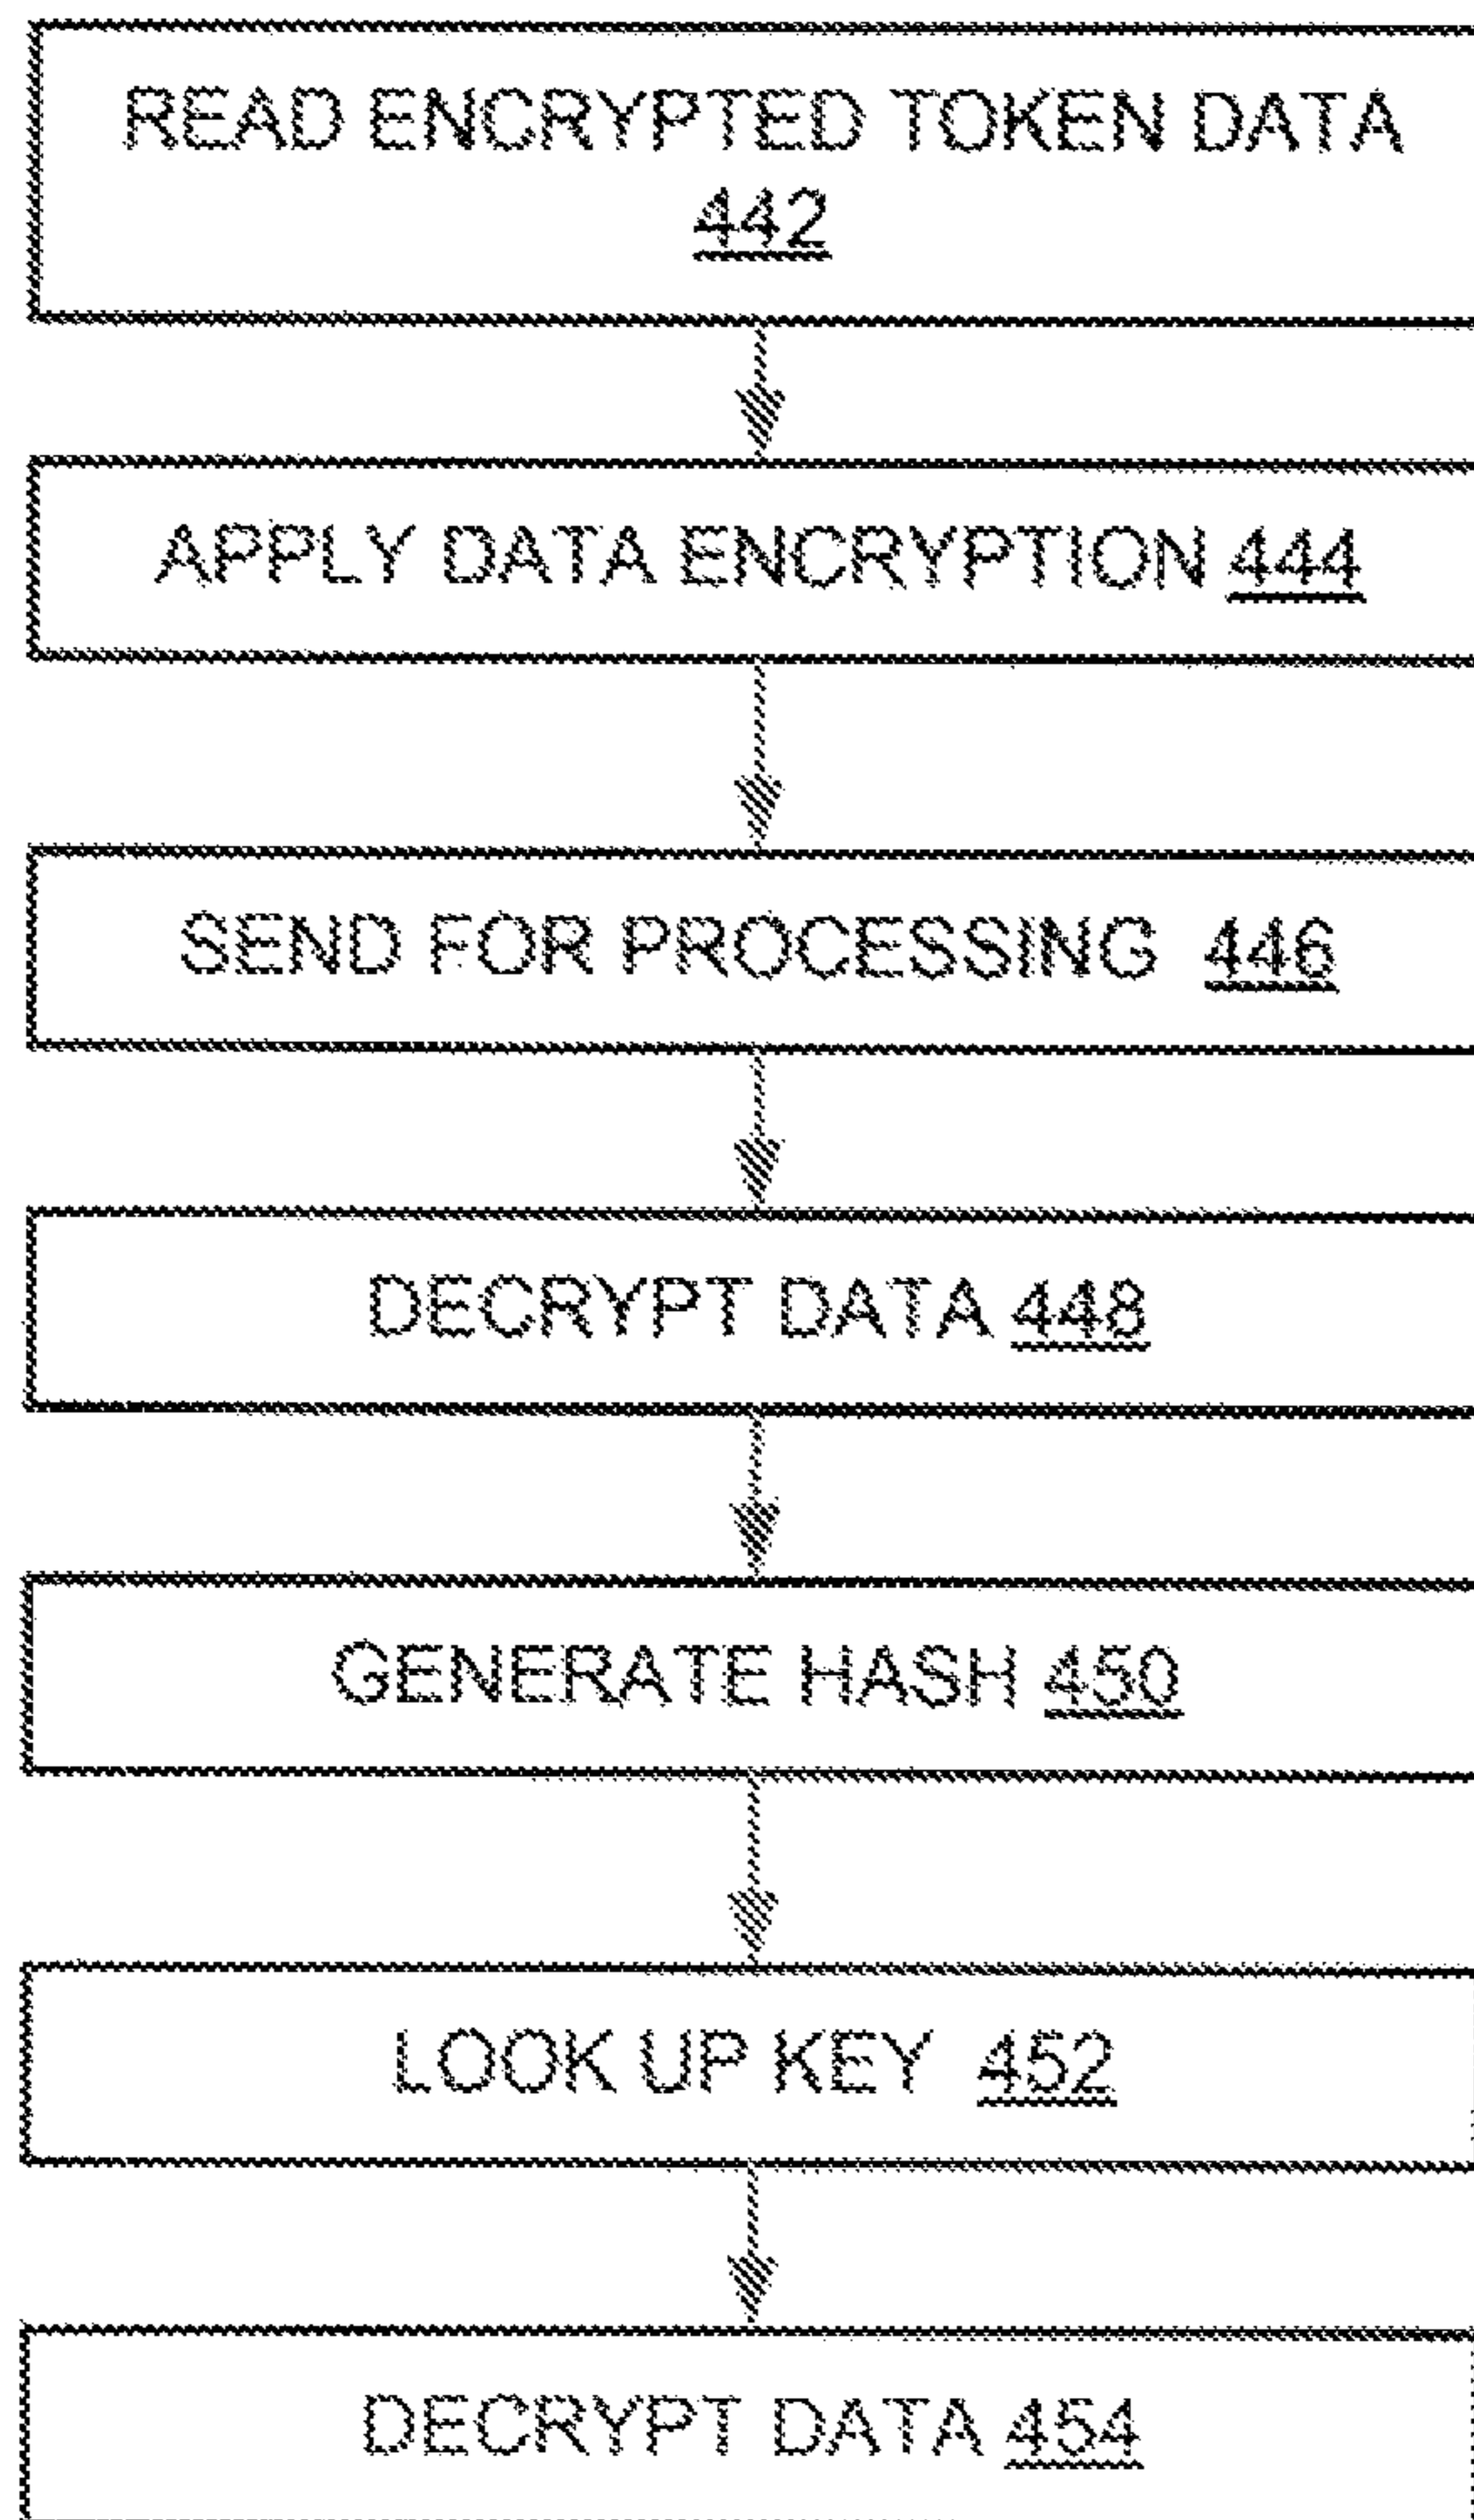 READ ENCRYPTED TOKEN DATA
442
APPLY DATA ENCRYPTION 444
SEND FOR PROCESSING 446
DECRYPT DATA 448
GENERATE HASH 450
LOOK UP KEY 452
DECRYPT DATA 454